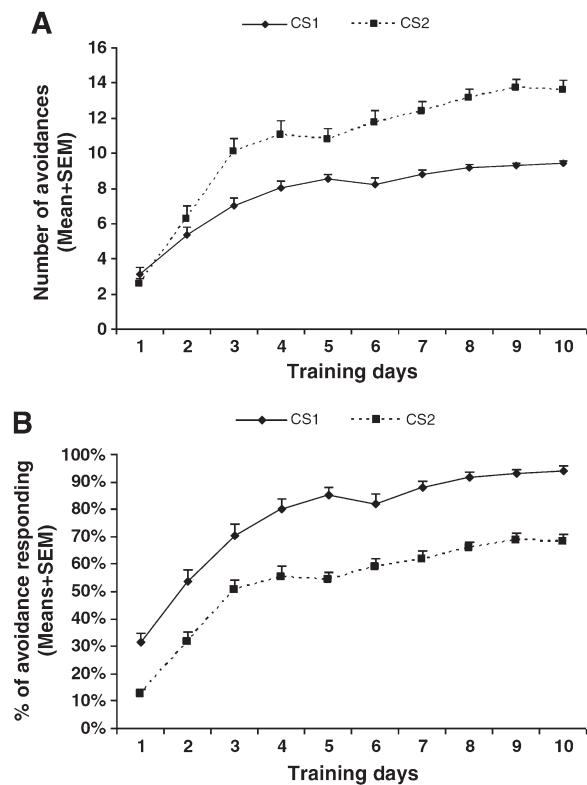 A
CS1 CS2
16
14
12
10
8
6
4
2
0
Number of avoidances
(Mean+SEM)
1 2 3 4 5 6 7 8 9 10
Training days
B
CS1 CS2
100%
90%
80%
70%
60%
50%
40%
30%
20%
10%
0%
% of avoidance responding
(Means+SEM)
1 2 3 4 5 6 7 8 9 10
Training days